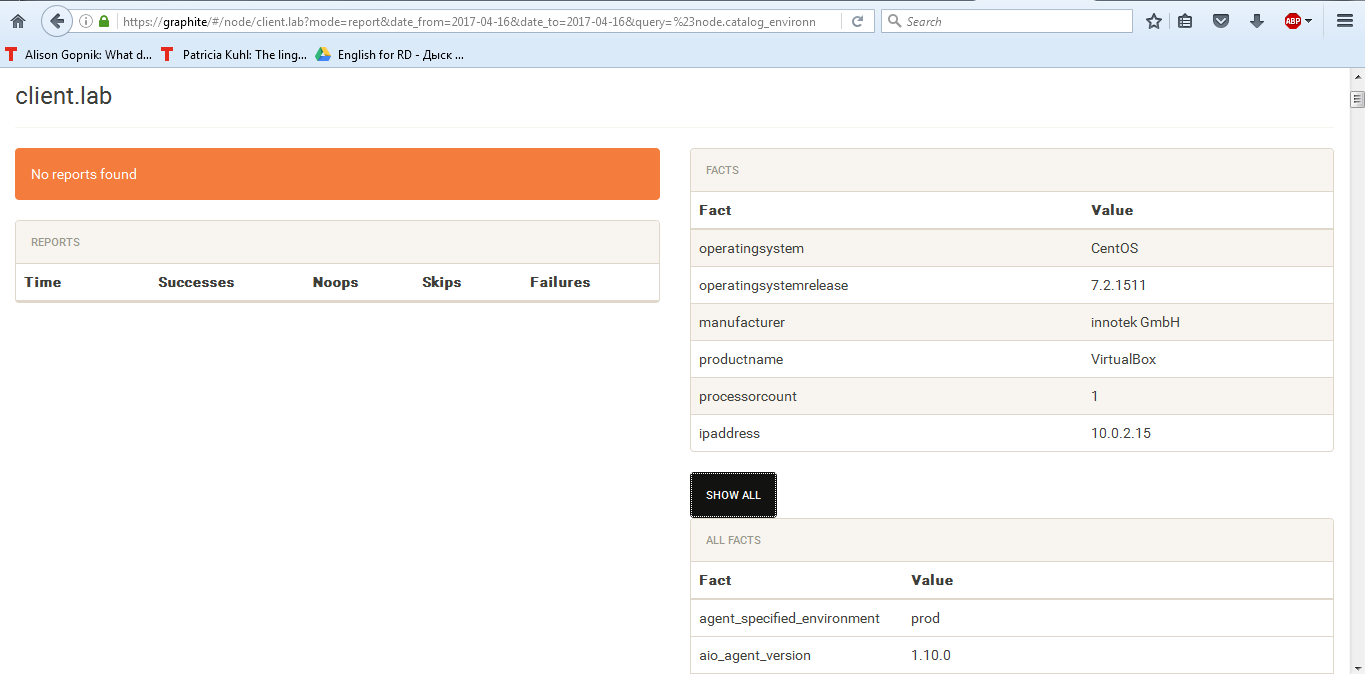 https://graphite/#/node/client.lab?mode=report&date_from=2017-04-16&date_to=2017-04-16&query=%23node.catalog_environn
Search
ABP
Alison Gopnik: What d...
Patricia Kuhl: The ling...
English for RD - Дыск ...
client.lab
No reports found
REPORTS
Time Successes Noops Skips Failures
FACTS
Fact Value
operatingsystem CentOS
operatingsystemrelease 7.2.1511
manufacturer innotek GmbH
productname VirtualBox
processorcount 1
ipaddress 10.0.2.15
SHOW ALL
ALL FACTS
Fact Value
agent_specified_environment prod
aio_agent_version 1.10.0